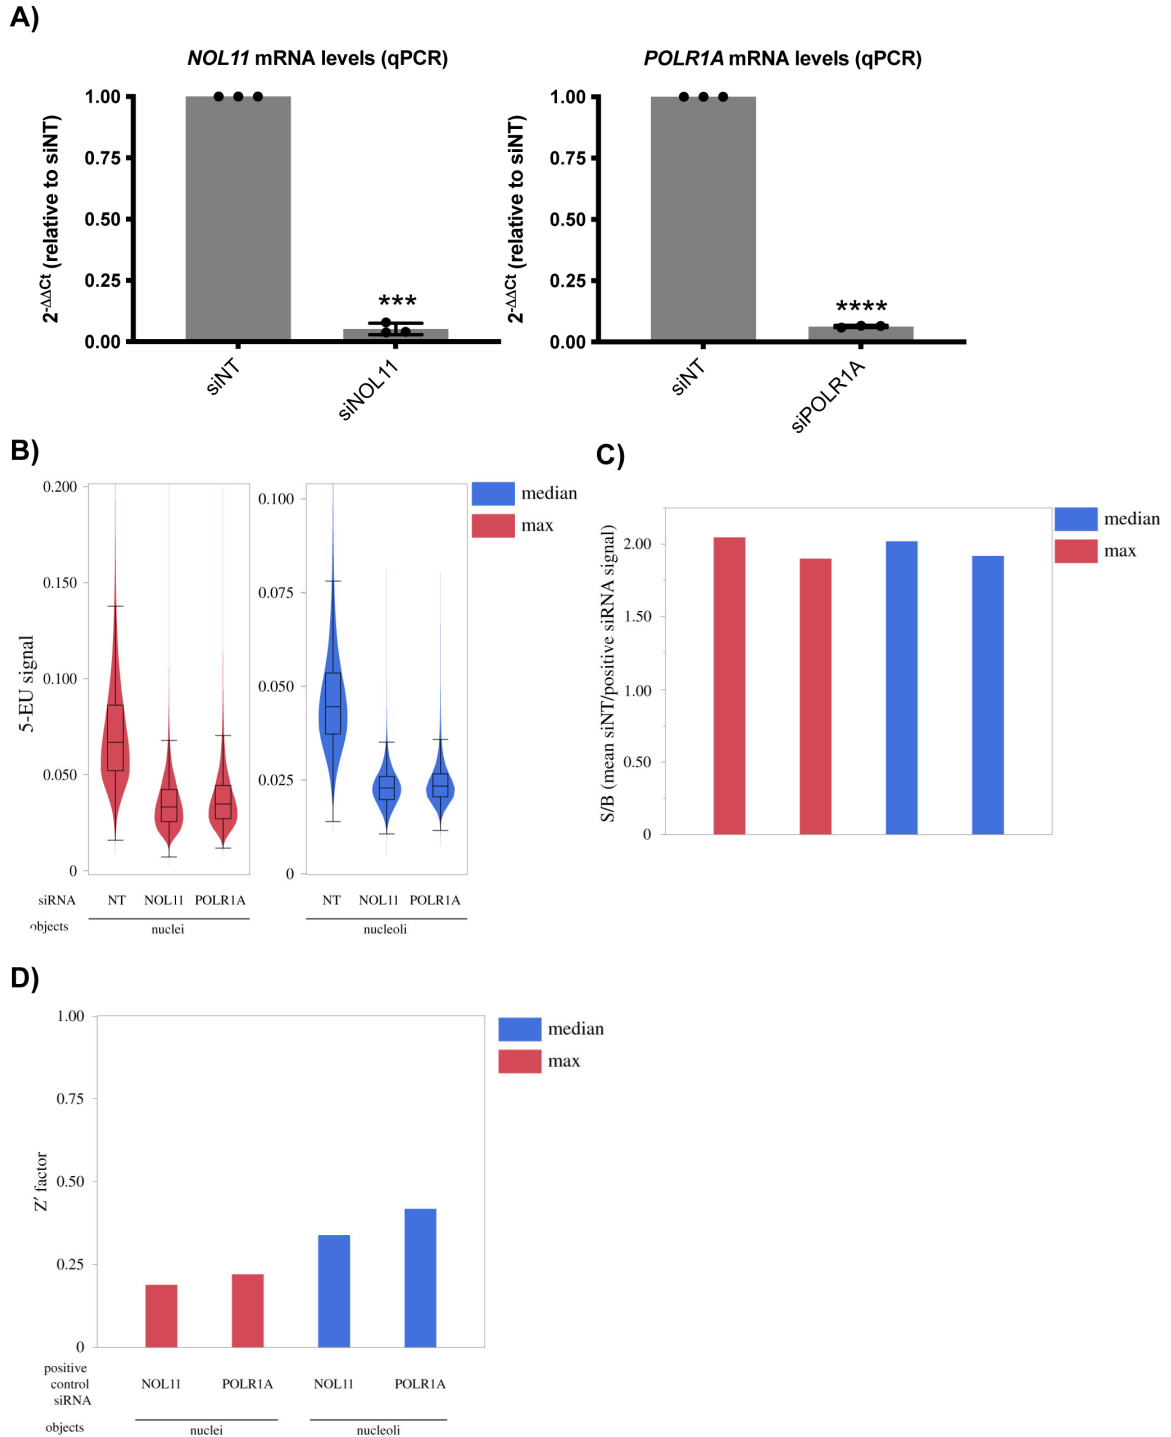 A)
NOL11 mRNA levels (qPCR)
2-ΔΔCt (relative to siNT)
1.00
0.75
0.50
0.25
0.00
***
siNT
siNOL11
POLR1A mRNA levels (qPCR)
2-ΔΔCt (relative to siNT)
1.00
0.75
0.50
0.25
0.00
****
siNT
siPOLR1A
B)
5-EU signal
0.200
0.150
0.100
0.050
0
0.100
0.075
0.050
0.025
0
median
max
siRNA NT NOL11 POLR1A NT NOL11 POLR1A
objects nuclei nucleoli
C)
S/B (mean siNT/positive siRNA signal)
2.00
1.50
1.00
0.50
0
median
max
D)
Z′ factor
1.00
0.75
0.50
0.25
0
median
max
positive
control
siRNA
NOL11 POLR1A NOL11 POLR1A
objects nuclei nucleoli